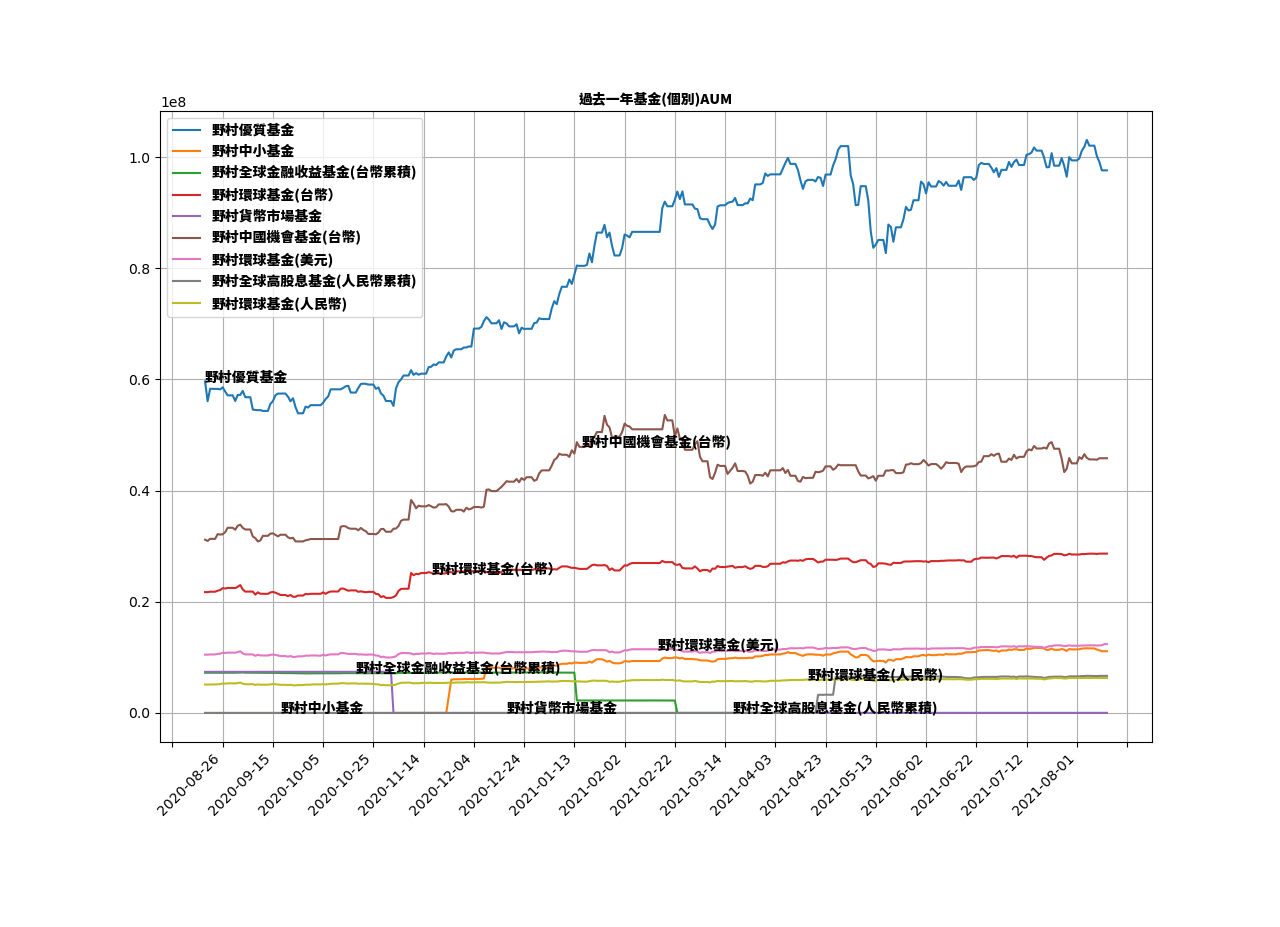 過去一年基金(個別)AUM
1e8
野村優質基金
野村中小基金
野村全球金融收益基金(台幣累積)
野村環球基金(台幣)
野村貨幣市場基金
野村中國機會基金(台幣)
野村環球基金(美元)
野村全球高股息基金(人民幣累積)
野村環球基金(人民幣)
1.0
0.8
0.6
0.4
0.2
0.0
野村優質基金
野村中國機會基金(台幣)
野村環球基金(台幣)
野村環球基金(美元)
野村全球金融收益基金(台幣累積)
野村環球基金(人民幣)
野村中小基金
野村貨幣市場基金
野村全球高股息基金(人民幣累積)
2020-08-26
2020-09-15
2020-10-05
2020-10-25
2020-11-14
2020-12-04
2020-12-24
2021-01-13
2021-02-02
2021-02-22
2021-03-14
2021-04-03
2021-04-23
2021-05-13
2021-06-02
2021-06-22
2021-07-12
2021-08-01